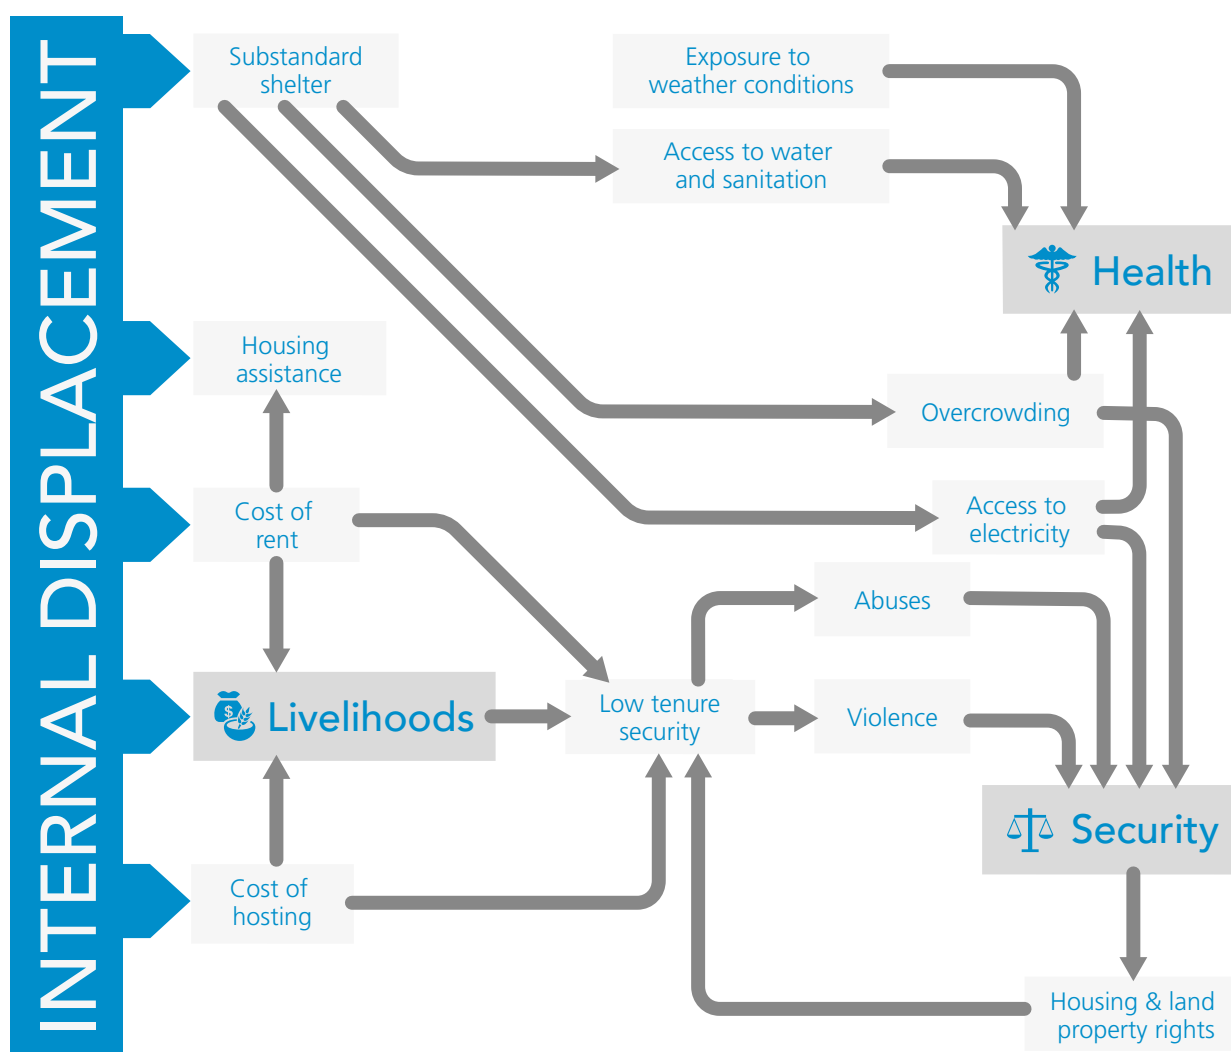 INTERNAL DISPLACEMENT
Substandard
shelter
Exposure to
weather conditions
Access to water
and sanitation
Health
Housing
assistance
Overcrowding
Cost of
rent
Access to
electricity
Abuses
$
Livelihoods
Low tenure
security
Violence
Security
Cost of
hosting
Housing & land
property rights